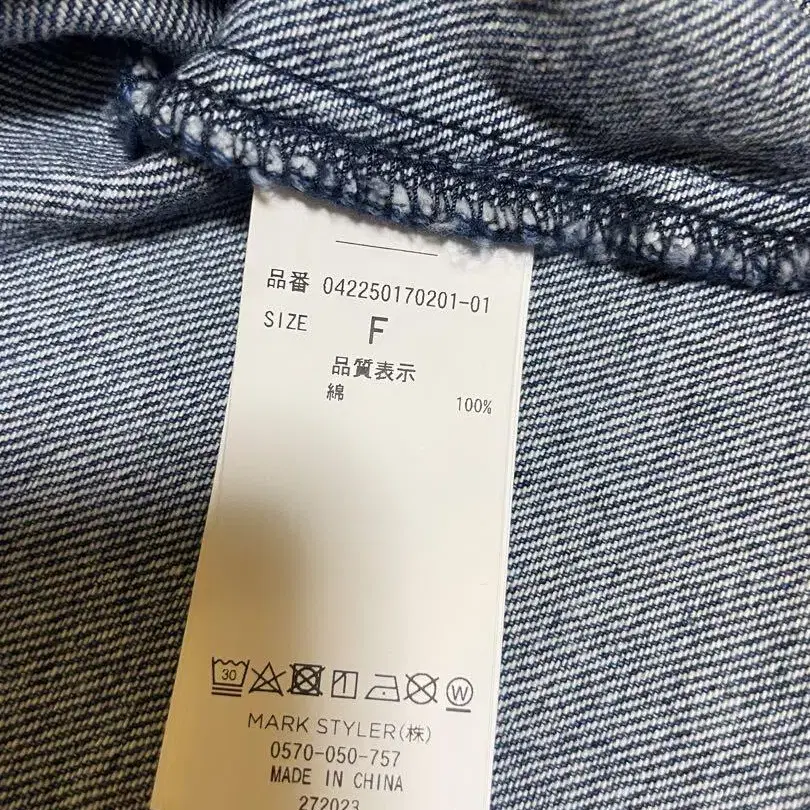 品番 042250170201-01
SIZE F
品質表示
綿 100%
30
W
MARK STYLER(株)
0570-050-757
MADE IN CHINA
272023